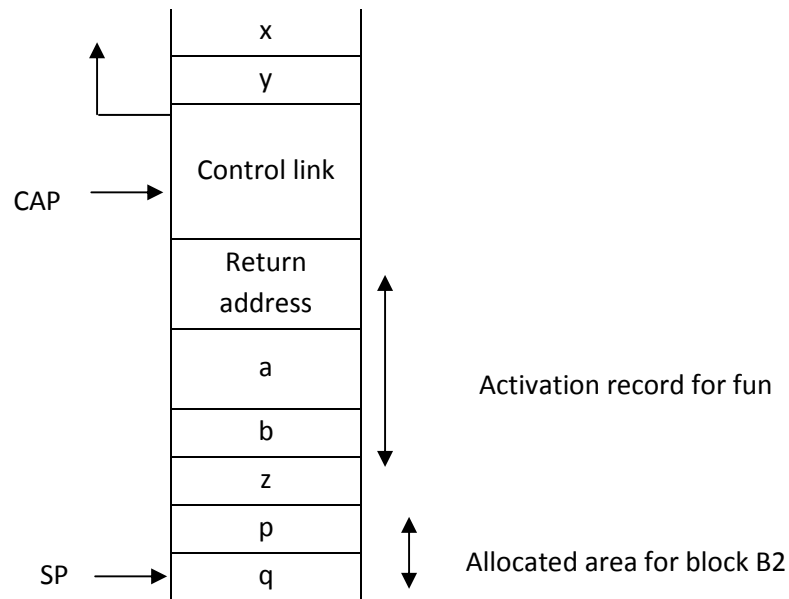 x
y
Control link
CAP
Return
address
a
Activation record for fun
b
z
p
Allocated area for block B2
SP
q